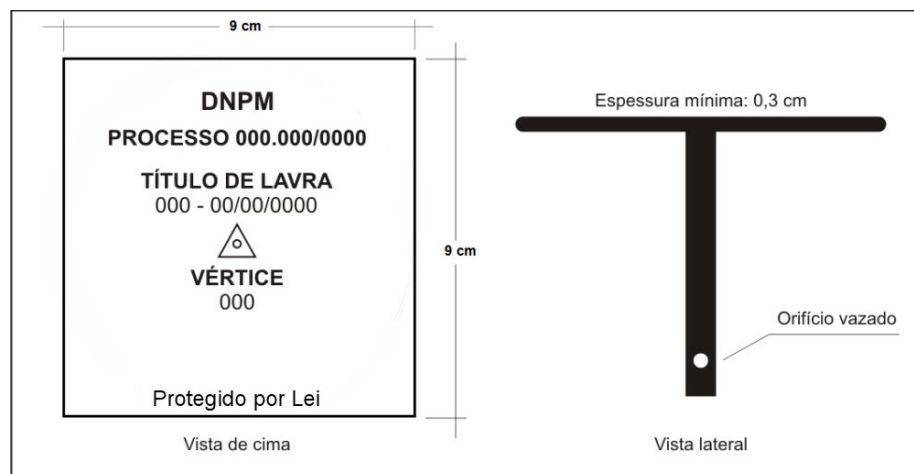 9 cm
DNPM
PROCESSO 000.000/0000
TÍTULO DE LAVRA
000 - 00/00/0000
VÉRTICE
000
Protegido por Lei
9 cm
Vista de cima
Espessura mínima: 0,3 cm
Orifício vazado
Vista lateral